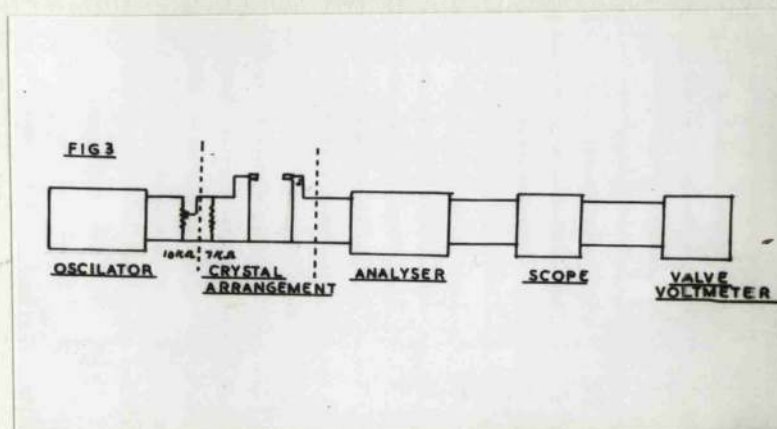 FIG 3
10KΩ 7KΩ
OSCILATOR
CRYSTAL
ARRANGEMENT
ANALYSER
SCOPE
VALVE
VOLTMETER